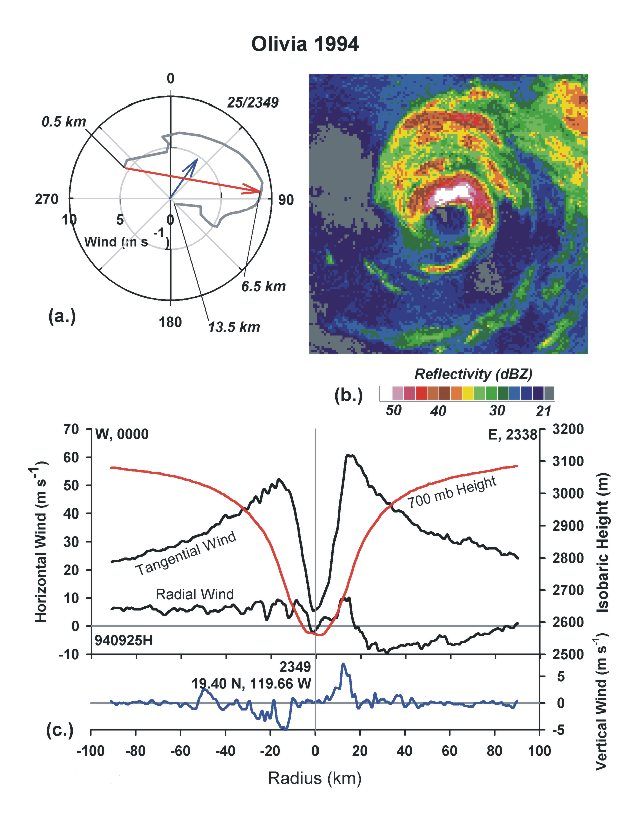 Olivia 1994
0
25/2349
0.5 km
270
90
10 5 0
Wind (m s
-1
)
6.5 km
(a.)
180
13.5 km
Reflectivity (dBZ)
(b.)
50 40 30 21
70
60
50
40
30
20
10
0
-10
Horizontal Wind (m s-1)
W, 0000
E, 2338
3200
3100
3000
2900
2800
2700
2600
2500
Isobaric Height (m)
700 mb Height
Tangential Wind
Radial Wind
940925H
2349
19.40 N, 119.66 W
5
0
-5
Vertical Wind (m s-1)
(c.)
-100 -80 -60 -40 -20 0 20 40 60 80 100
Radius (km)